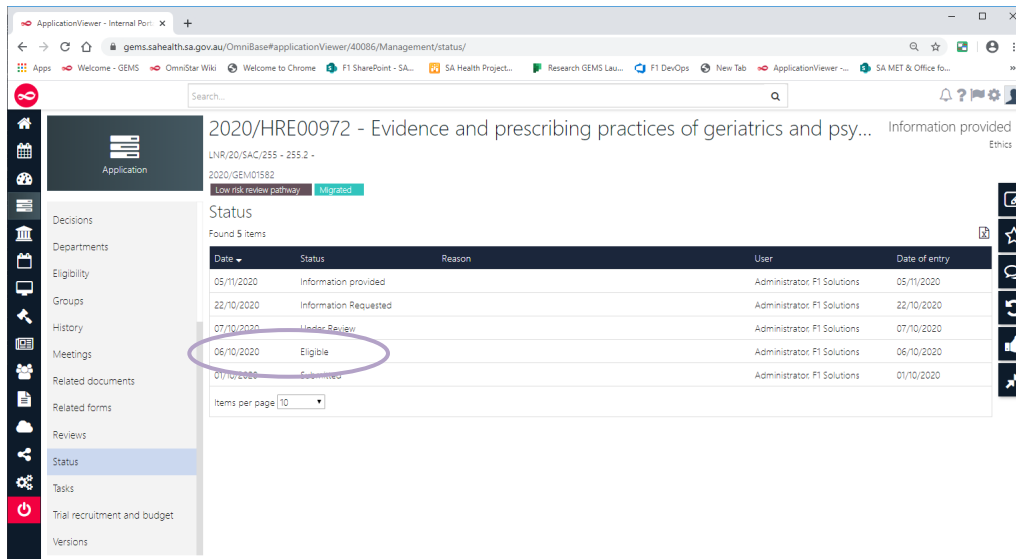 ApplicationViewer - Internal Port
gems.sahealth.sa.gov.au/OmniBase#applicationViewer/40086/Management/status/
Apps Welcome - GEMS OmniStar Wiki Welcome to Chrome F1 SharePoint - SA... SA Health Project... Research GEMS Lau... F1 DevOps New Tab ApplicationViewer -... SA MET & Office fo...
Search...
Application
2020/HRE00972 - Evidence and prescribing practices of geriatrics and psy...
Information provided
Ethics
LNR/20/SAC/255 - 255.2 -
2020/GEM01582
Low risk review pathway Migrated
Decisions
Departments
Eligibility
Groups
History
Meetings
Related documents
Related forms
Reviews
Status
Tasks
Trial recruitment and budget
Versions
Status
Found 5 items
Date Status Reason User Date of entry
05/11/2020 Information provided Administrator, F1 Solutions 05/11/2020
22/10/2020 Information Requested Administrator, F1 Solutions 22/10/2020
07/10/2020 Under Review Administrator, F1 Solutions 07/10/2020
06/10/2020 Eligible Administrator, F1 Solutions 06/10/2020
01/10/2020 Submitted Administrator, F1 Solutions 01/10/2020
Items per page 10